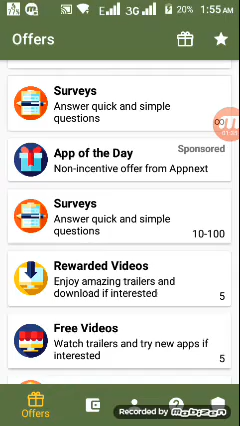 E 3G 20% 1:55AM
Offers
Surveys
Answer quick and simple
questions
App of the Day
Sponsored
Non-incentive offer from Appnext
Surveys
Answer quick and simple
questions
10-100
Rewarded Videos
Enjoy amazing trailers and
download if interested
5
Free Videos
Watch trailers and try new apps if
interested
5
Offers
Recorded by mobizen